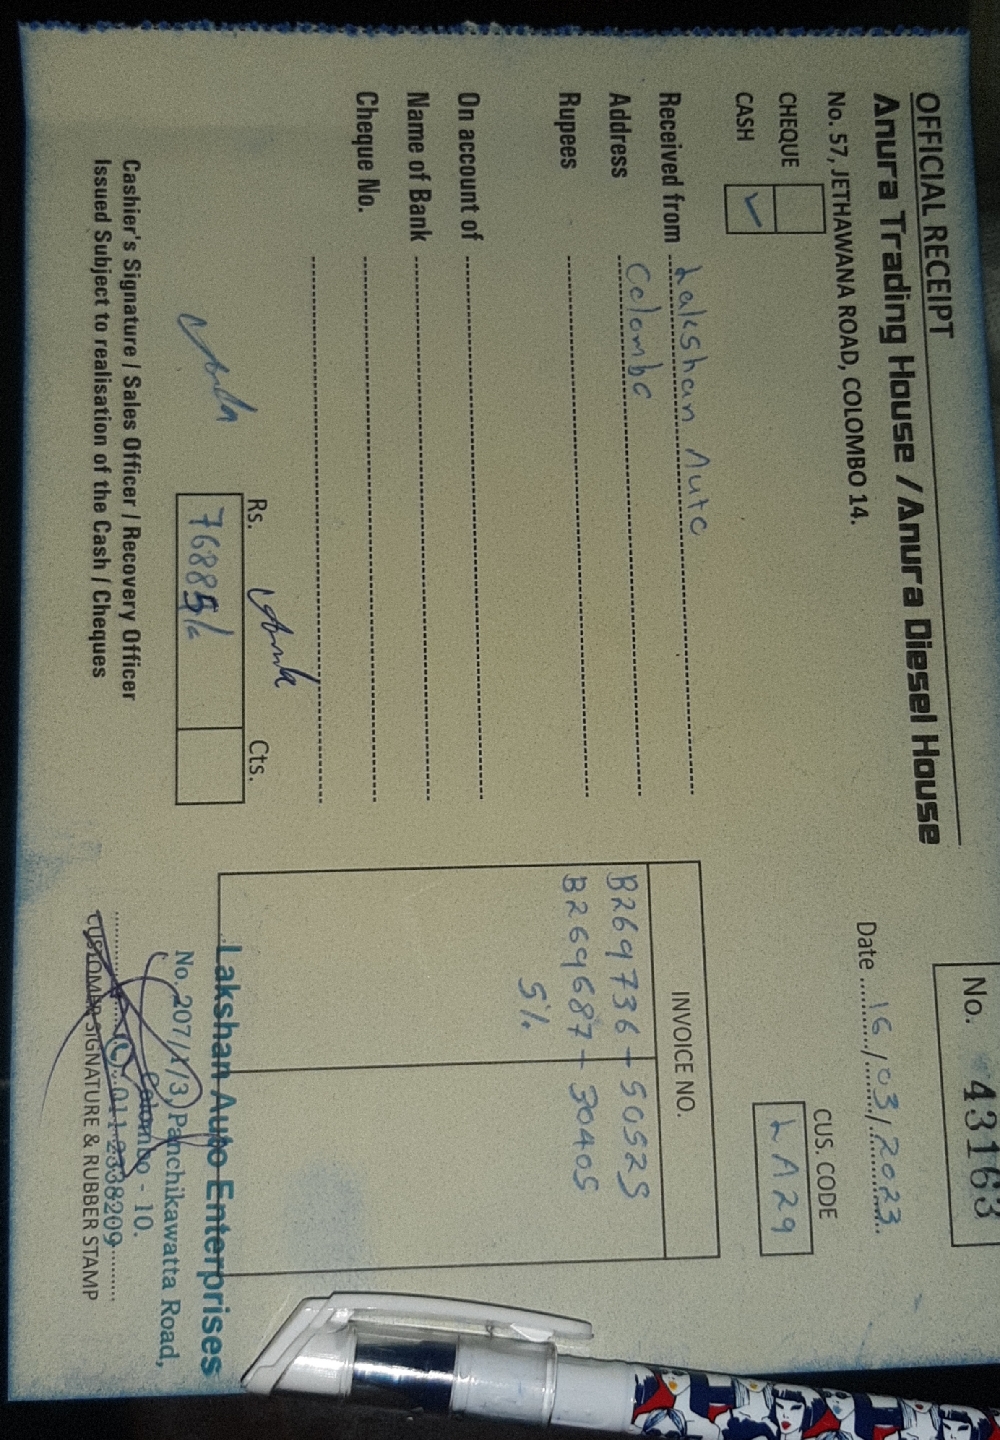 OFFICIAL RECEIPT
Anura Trading House / Anura Diesel House
No. 57, JETHAWANA ROAD, COLOMBO 14.
No. 43163
Date 16/03/2023
CHEQUE
CASH ✓
CUS. CODE
LA29
Received from Lakshan Auto
Address Colombo
Rupees
On account of
Name of Bank
Cheque No.
INVOICE NO.
B269736 - 50525
B269687 - 30405
5%
Rs. Cts.
76885/-
Cashier's Signature / Sales Officer / Recovery Officer
Issued Subject to realisation of the Cash / Cheques
Lakshan Auto Enterprises
No. 207/1/3, Panchikawatta Road,
Colombo - 10.
011-2338209
CUSTOMER SIGNATURE & RUBBER STAMP